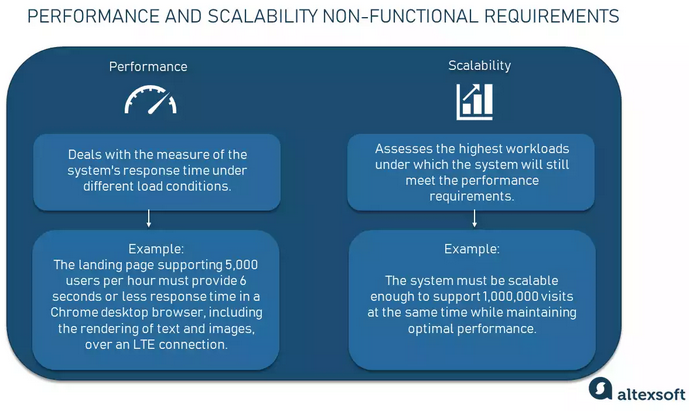 PERFORMANCE AND SCALABILITY NON-FUNCTIONAL REQUIREMENTS
Performance
Deals with the measure of the
system's response time under
different load conditions.
Example:
The landing page supporting 5,000
users per hour must provide 6
seconds or less response time in a
Chrome desktop browser, including
the rendering of text and images,
over an LTE connection.
Scalability
Assesses the highest workloads
under which the system will still
meet the performance
requirements.
Example:
The system must be scalable
enough to support 1,000,000 visits
at the same time while maintaining
optimal performance.
altexsoft